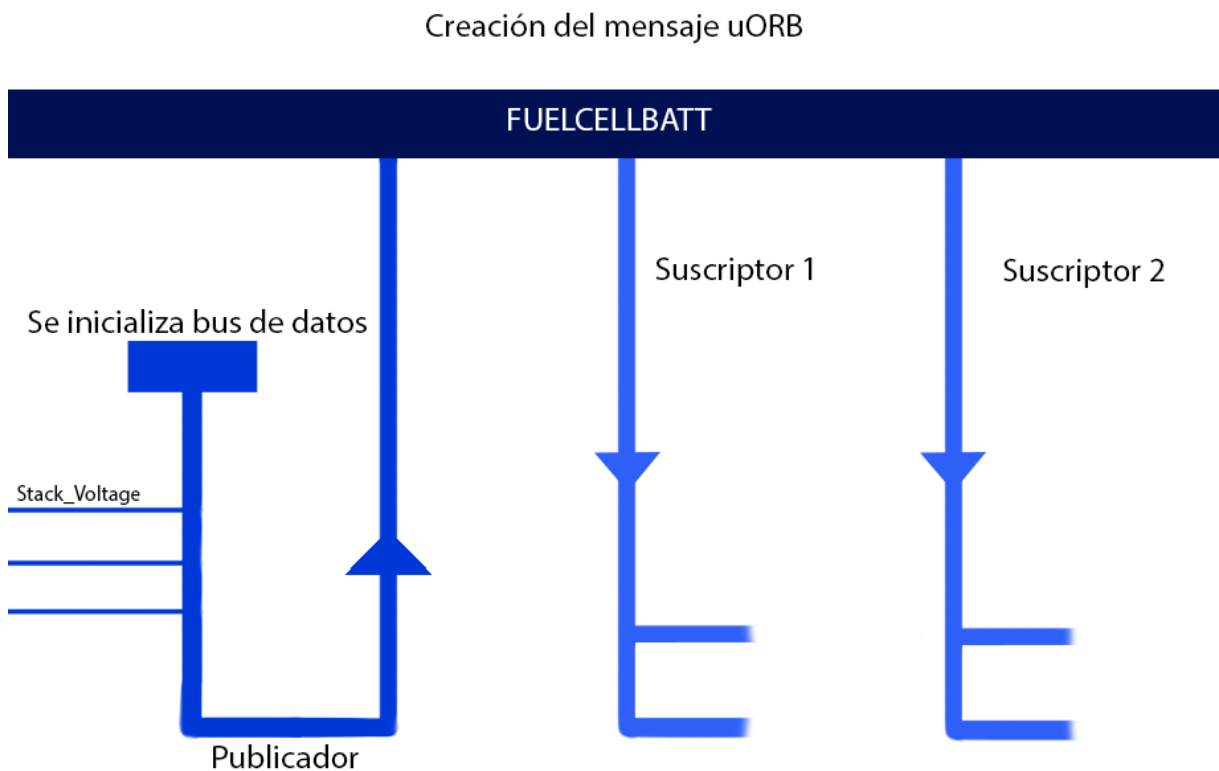 Creación del mensaje uORB
FUELCELLBATT
Suscriptor 1
Suscriptor 2
Se inicializa bus de datos
Stack_Voltage
Publicador